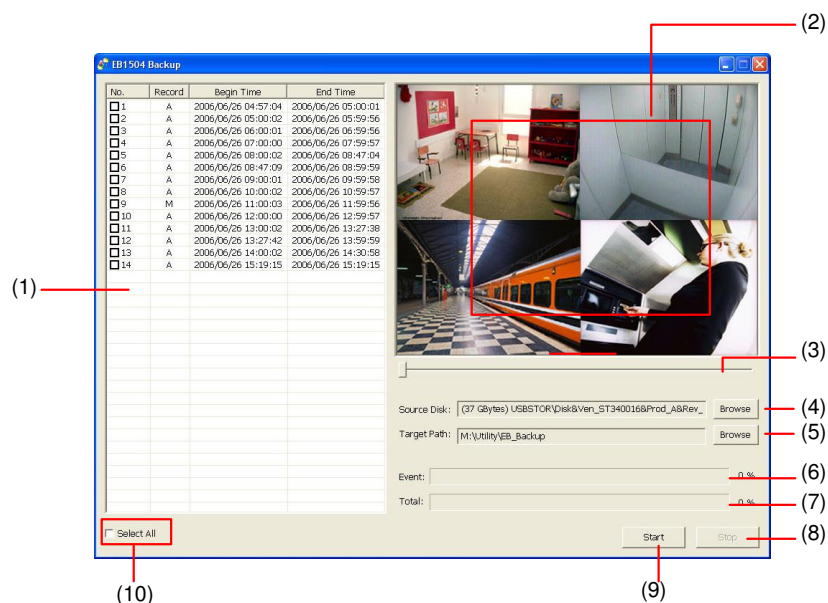 (2)
EB1504 Backup
No. Record Begin Time End Time
1 A 2006/06/26 04:57:04 2006/06/26 05:00:01
2 A 2006/06/26 05:00:02 2006/06/26 05:59:56
3 A 2006/06/26 06:00:01 2006/06/26 06:59:56
4 A 2006/06/26 07:00:00 2006/06/26 07:59:57
5 A 2006/06/26 08:00:02 2006/06/26 08:47:04
6 A 2006/06/26 08:47:09 2006/06/26 08:59:59
7 A 2006/06/26 09:00:01 2006/06/26 09:59:58
8 A 2006/06/26 10:00:02 2006/06/26 10:59:57
9 M 2006/06/26 11:00:03 2006/06/26 11:59:56
10 A 2006/06/26 12:00:00 2006/06/26 12:59:57
11 A 2006/06/26 13:00:02 2006/06/26 13:27:38
12 A 2006/06/26 13:27:42 2006/06/26 13:59:59
13 A 2006/06/26 14:00:02 2006/06/26 14:30:58
14 A 2006/06/26 15:19:15 2006/06/26 15:19:15
(1)
(3)
Source Disk: (37 GBytes) USBSTOR\Disk&Ven_ST340016&Prod_A&Rev_ Browse (4)
Target Path: M:\Utility\EB_Backup Browse (5)
Event: 0 % (6)
Total: 0 % (7)
Select All Start Stop (8)
(10) (9)